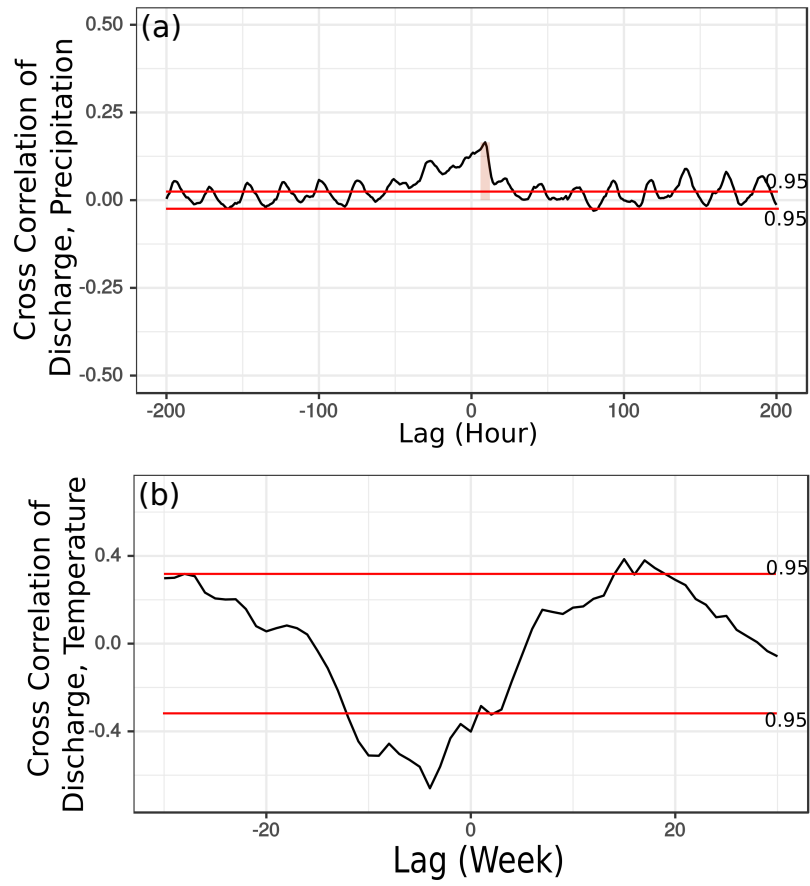 (a)
Cross Correlation of
Discharge, Precipitation
0.50
0.25
0.00
-0.25
-0.50
0.95
0.95
-200 -100 0 100 200
Lag (Hour)
(b)
Cross Correlation of
Discharge, Temperature
0.4
0.0
-0.4
0.95
0.95
-20 0 20
Lag (Week)